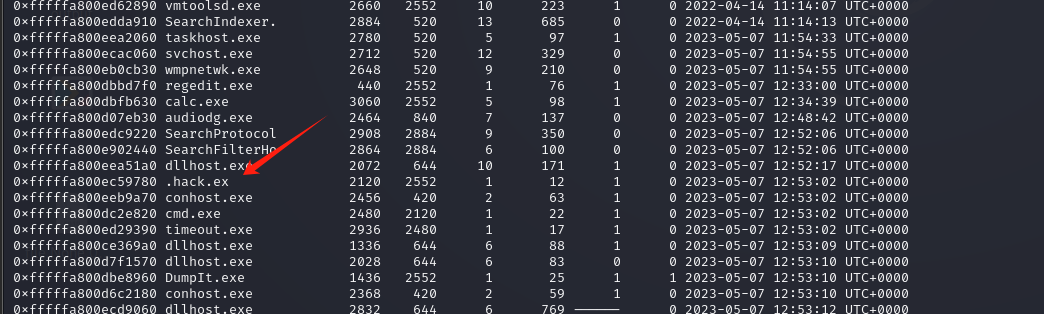 0×fffffa800ed62890 vmtoolsd.exe 2660 2552 10 223 1 0 2022-04-14 11:14:07 UTC+0000
0×fffffa800edda910 SearchIndexer. 2884 520 13 685 0 0 2022-04-14 11:14:13 UTC+0000
0×fffffa800eea2060 taskhost.exe 2780 520 5 97 1 0 2023-05-07 11:54:33 UTC+0000
0×fffffa800ecac060 svchost.exe 2712 520 12 329 0 0 2023-05-07 11:54:55 UTC+0000
0×fffffa800eb0cb30 wmpnetwk.exe 2648 520 9 210 0 0 2023-05-07 11:54:55 UTC+0000
0×fffffa800dbbd7f0 regedit.exe 440 2552 1 76 1 0 2023-05-07 12:33:00 UTC+0000
0×fffffa800dbfb630 calc.exe 3060 2552 5 98 1 0 2023-05-07 12:34:39 UTC+0000
0×fffffa800d07eb30 audiodg.exe 2464 840 7 137 0 0 2023-05-07 12:48:42 UTC+0000
0×fffffa800edc9220 SearchProtocol 2908 2884 9 350 0 0 2023-05-07 12:52:06 UTC+0000
0×fffffa800e902440 SearchFilterHo 2864 2884 6 100 0 0 2023-05-07 12:52:06 UTC+0000
0×fffffa800eea51a0 dllhost.exe 2072 644 10 171 1 0 2023-05-07 12:52:17 UTC+0000
0×fffffa800ec59780 .hack.ex 2120 2552 1 12 1 0 2023-05-07 12:53:02 UTC+0000
0×fffffa800eeb9a70 conhost.exe 2456 420 2 63 1 0 2023-05-07 12:53:02 UTC+0000
0×fffffa800dc2e820 cmd.exe 2480 2120 1 22 1 0 2023-05-07 12:53:02 UTC+0000
0×fffffa800ed29390 timeout.exe 2936 2480 1 17 1 0 2023-05-07 12:53:02 UTC+0000
0×fffffa800ce369a0 dllhost.exe 1336 644 6 88 1 0 2023-05-07 12:53:09 UTC+0000
0×fffffa800d7f1570 dllhost.exe 2028 644 6 83 0 0 2023-05-07 12:53:10 UTC+0000
0×fffffa800dbe8960 DumpIt.exe 1436 2552 1 25 1 1 2023-05-07 12:53:10 UTC+0000
0×fffffa800d6c2180 conhost.exe 2368 420 2 59 1 0 2023-05-07 12:53:10 UTC+0000
0×fffffa800ecd9060 dllhost.exe 2832 644 6 769 —— 0 2023-05-07 12:53:12 UTC+0000